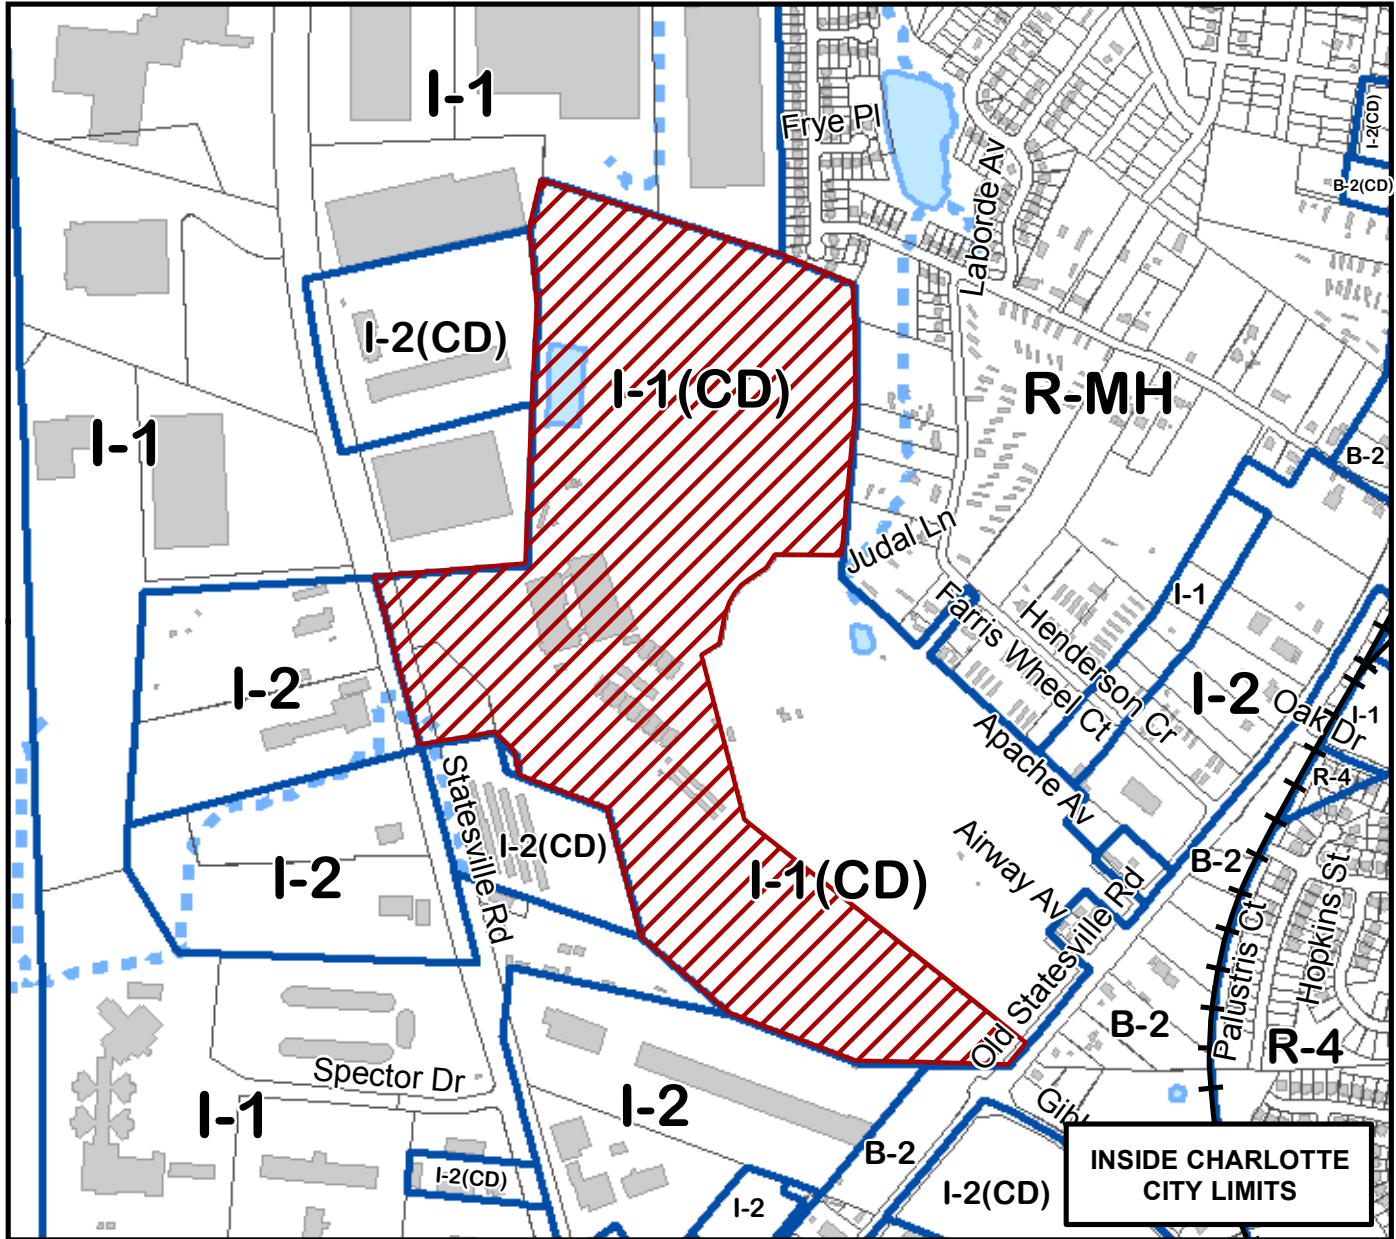 I-1
Frye Pl
Laborde Av
I-2(CD)
B-2(CD)
I-2(CD)
I-1(CD)
R-MH
I-1
B-2
Judal Ln
I-1
Farris Wheel Ct
Henderson Cr
I-2
I-2
Oak Dr
I-1
Apache Av
R-4
Statesville Rd
I-2(CD)
Airway Av
B-2
I-2
I-1(CD)
Old Statesville Rd
Palustris Ct
Hopkins St
B-2
R-4
Spector Dr
I-1
I-2
B-2
I-2(CD)
I-2
I-2(CD)
INSIDE CHARLOTTE
CITY LIMITS